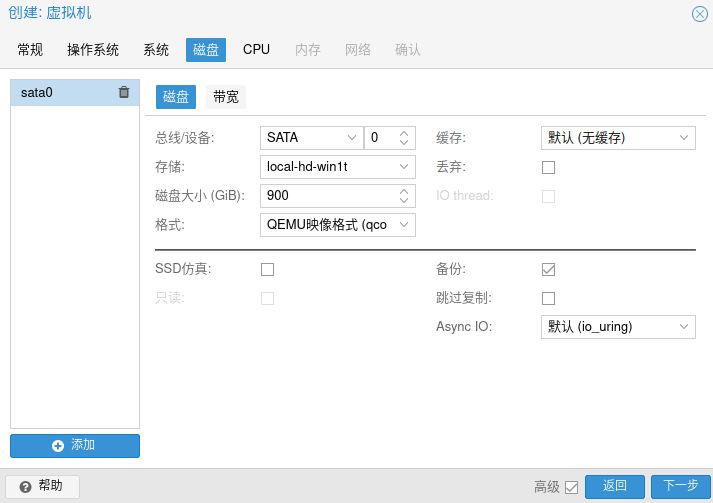 创建: 虚拟机
常规 操作系统 系统 磁盘 CPU 内存 网络 确认
sata0
磁盘 带宽
总线/设备: SATA 0 缓存: 默认 (无缓存)
存储: local-hd-win1t 丢弃:
磁盘大小 (GiB): 900 IO thread:
格式: QEMU映像格式 (qco
SSD仿真: 备份:
只读: 跳过复制:
Async IO: 默认 (io_uring)
添加
帮助 高级 返回 下一步